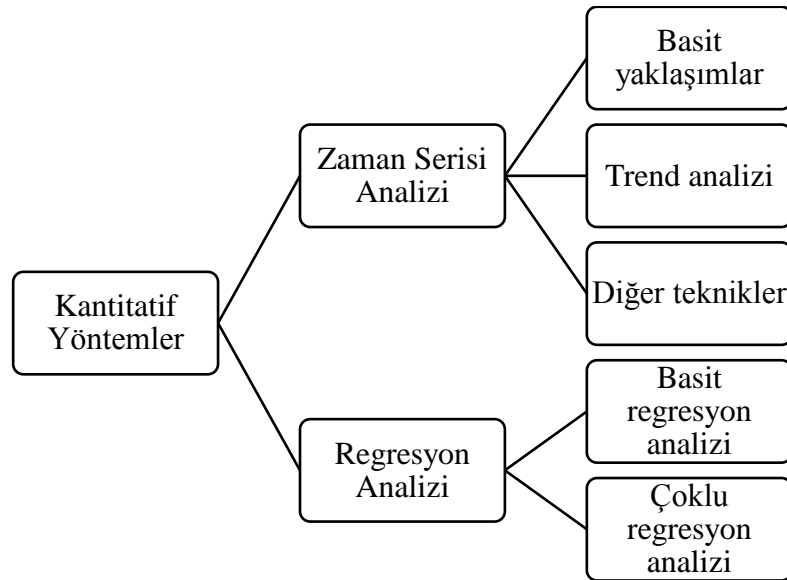 Kantitatif
Yöntemler
Zaman Serisi
Analizi
Basit
yaklaşımlar
Trend analizi
Diğer teknikler
Regresyon
Analizi
Basit
regresyon
analizi
Çoklu
regresyon
analizi